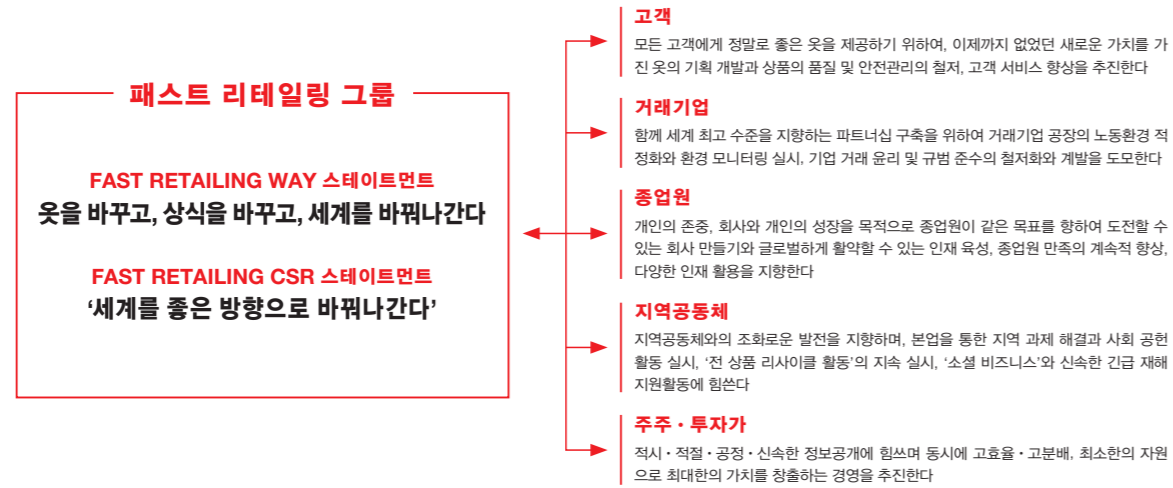 패스트 리테일링 그룹
FAST RETAILING WAY 스테이트먼트
옷을 바꾸고, 상식을 바꾸고, 세계를 바꿔나간다
FAST RETAILING CSR 스테이트먼트
‘세계를 좋은 방향으로 바꿔나간다’
고객
모든 고객에게 정말로 좋은 옷을 제공하기 위하여, 이제까지 없었던 새로운 가치를 가
진 옷의 기획 개발과 상품의 품질 및 안전관리의 철저, 고객 서비스 향상을 추진한다
거래기업
함께 세계 최고 수준을 지향하는 파트너십 구축을 위하여 거래기업 공장의 노동환경 적
정화와 환경 모니터링 실시, 기업 거래 윤리 및 규범 준수의 철저화와 계발을 도모한다
종업원
개인의 존중, 회사와 개인의 성장을 목적으로 종업원이 같은 목표를 향하여 도전할 수
있는 회사 만들기와 글로벌하게 활약할 수 있는 인재 육성, 종업원 만족의 계속적 향상,
다양한 인재 활용을 지향한다
지역공동체
지역공동체와의 조화로운 발전을 지향하며, 본업을 통한 지역 과제 해결과 사회 공헌
활동 실시, ‘전 상품 리사이클 활동’의 지속 실시, ‘소셜 비즈니스’와 신속한 긴급 재해
지원활동에 힘쓴다
주주・투자가
적시・적절・공정・신속한 정보공개에 힘쓰며 동시에 고효율・고분배, 최소한의 자원
으로 최대한의 가치를 창출하는 경영을 추진한다